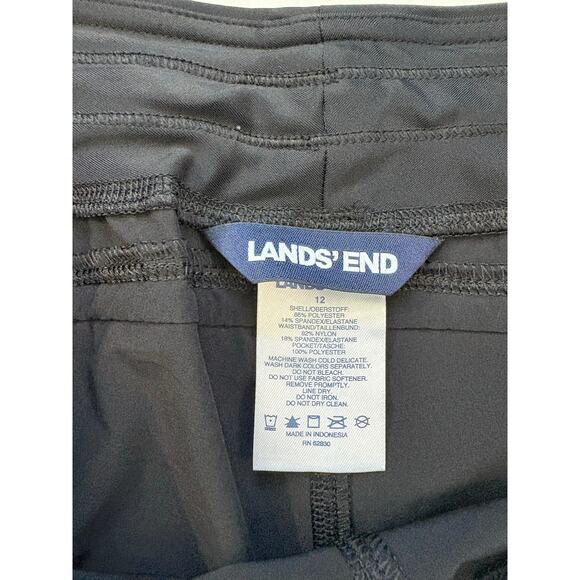 LANDS' END
LANDS' END
12
SHELL/OBERSTOFF:
86% POLYESTER
14% SPANDEX/ELASTANE
WAISTBAND/TAILLENBUND:
82% NYLON
18% SPANDEX/ELASTANE
POCKET/TASCHE:
100% POLYESTER
MACHINE WASH COLD DELICATE.
WASH DARK COLORS SEPARATELY.
DO NOT BLEACH.
DO NOT USE FABRIC SOFTENER.
REMOVE PROMPTLY.
LINE DRY.
DO NOT IRON.
DO NOT DRY CLEAN.
MADE IN INDONESIA
RN 62830